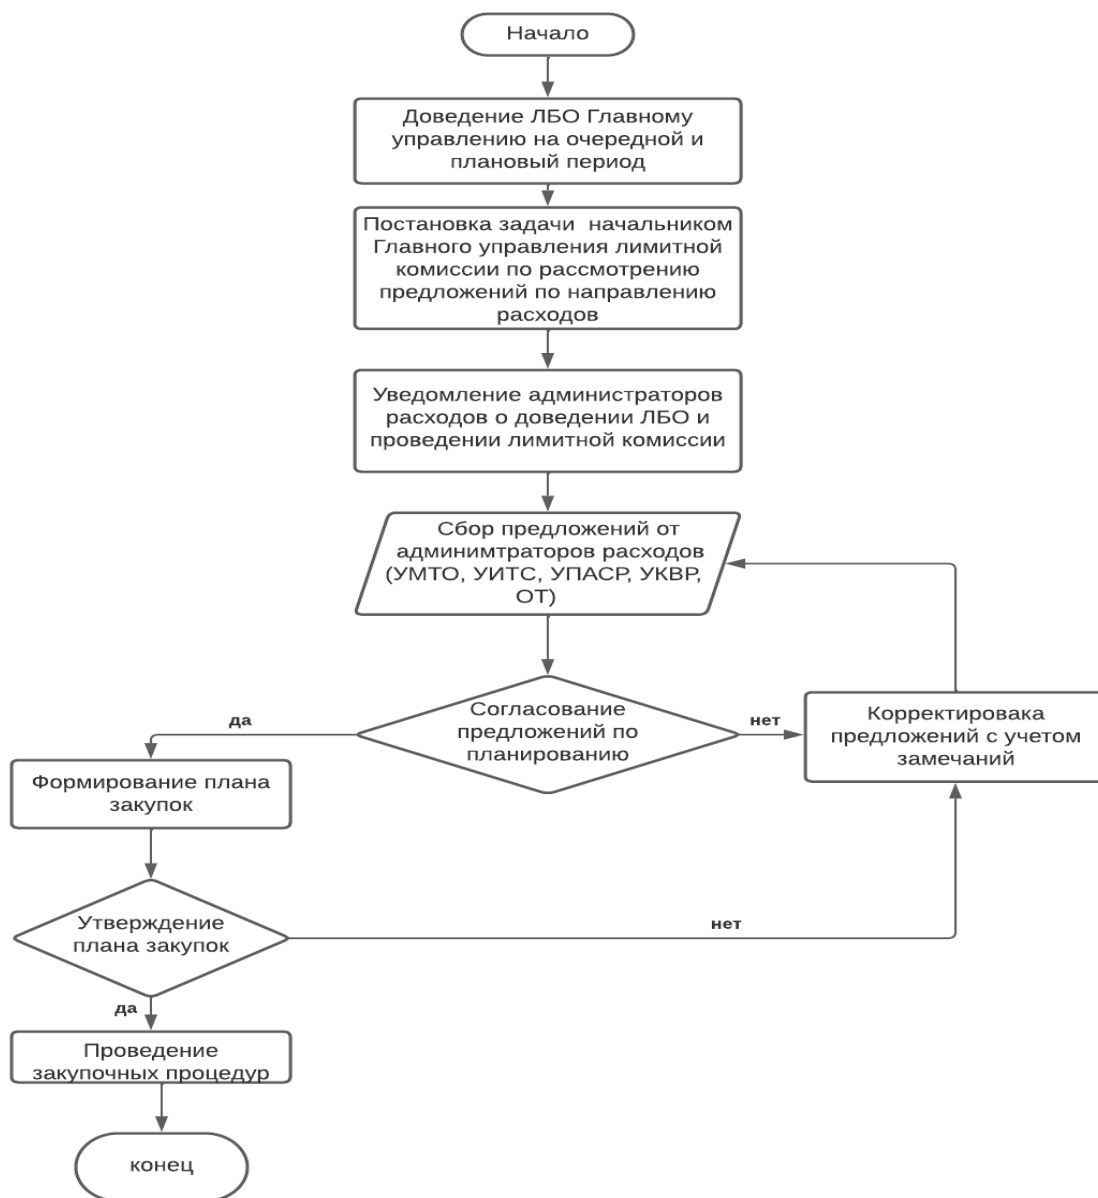 Начало
Доведение ЛБО Главному
управлению на очередной и
плановый период
Постановка задачи  начальником
Главного управления лимитной
комиссии по рассмотрению
предложений по направлению
расходов
Уведомление администраторов
расходов о доведении ЛБО и
проведении лимитной комиссии
Сбор предложений от
админимтраторов расходов
(УМТО, УИТС, УПАСР, УКВР,
ОТ)
Согласование
предложений по
планированию
да
нет
Корректировака
предложений с учетом
замечаний
Формирование плана
закупок
Утверждение
плана закупок
нет
да
Проведение
закупочных процедур
конец